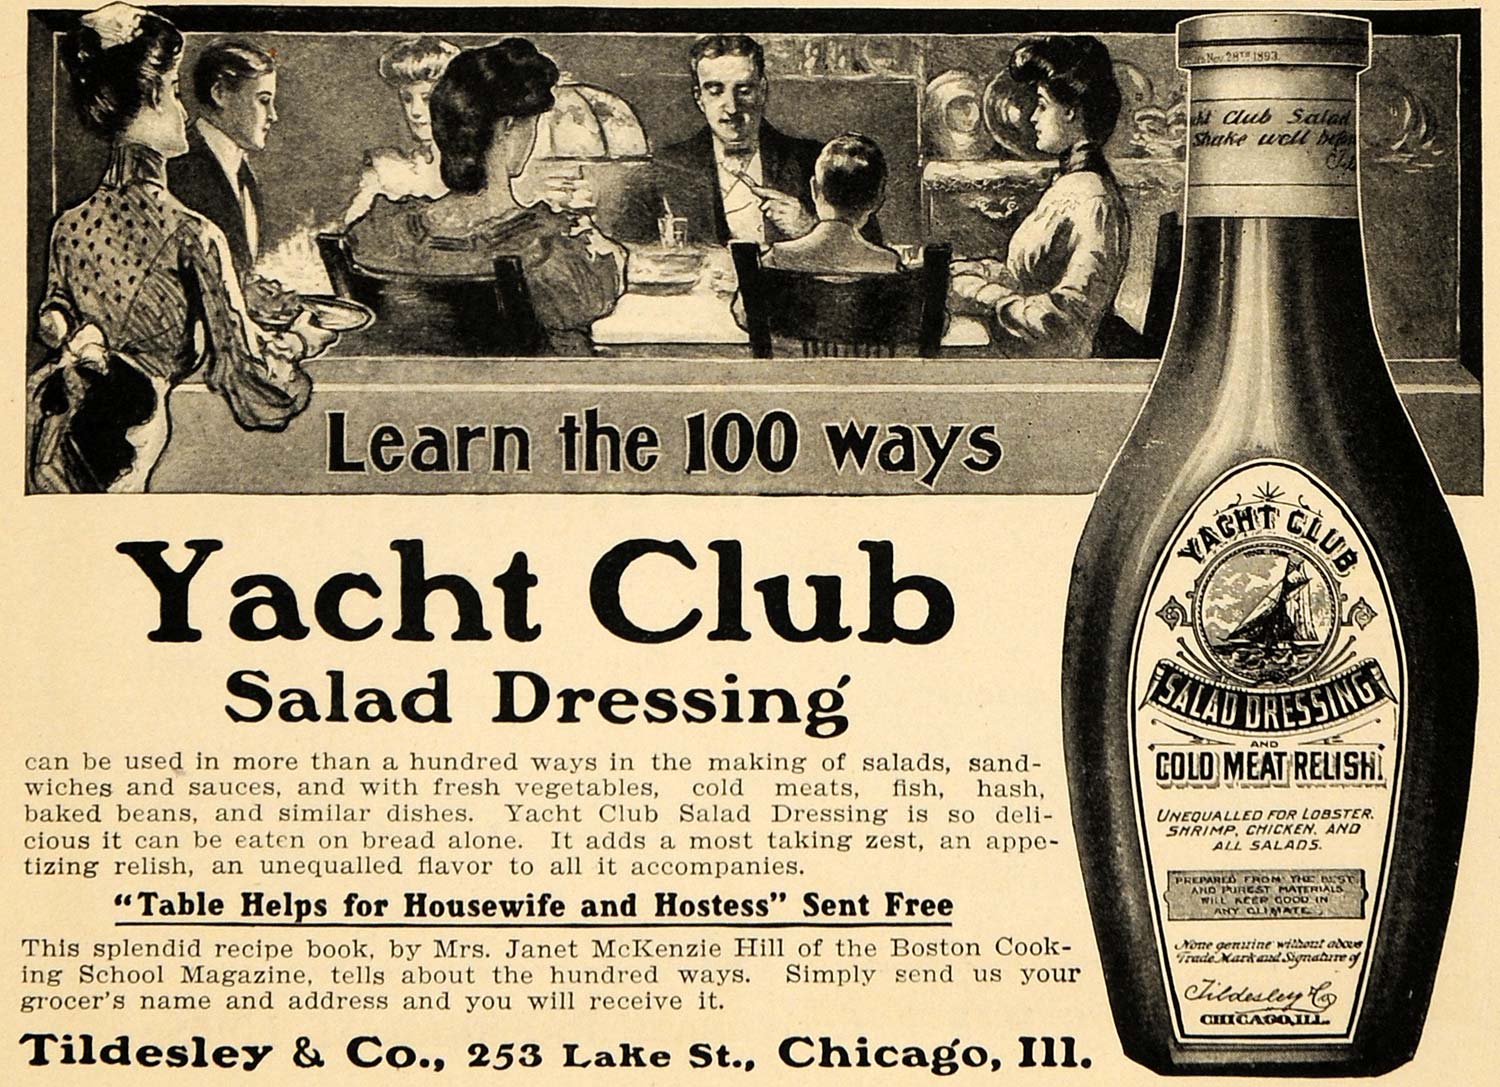 Nov. 28TH 1893.
Club Salad
Shake well
Learn the 100 ways
Yacht Club
Salad Dressing
can be used in more than a hundred ways in the making of salads, sand-
wiches and sauces, and with fresh vegetables, cold meats, fish, hash,
baked beans, and similar dishes. Yacht Club Salad Dressing is so deli-
cious it can be eaten on bread alone. It adds a most taking zest, an appe-
tizing relish, an unequalled flavor to all it accompanies.
"Table Helps for Housewife and Hostess" Sent Free
This splendid recipe book, by Mrs. Janet McKenzie Hill of the Boston Cook-
ing School Magazine, tells about the hundred ways. Simply send us your
grocer's name and address and you will receive it.
Tildesley & Co., 253 Lake St., Chicago, Ill.
YACHT CLUB
TRADE MARK
SALAD DRESSING
AND
COLD MEAT RELISH.
UNEQUALLED FOR LOBSTER,
SHRIMP, CHICKEN, AND
ALL SALADS.
PREPARED FROM THE BEST
AND PUREST MATERIALS
WILL KEEP GOOD IN
ANY CLIMATE.
None genuine without above
Trade Mark and Signature of
Tildesley & Co
CHICAGO, ILL.